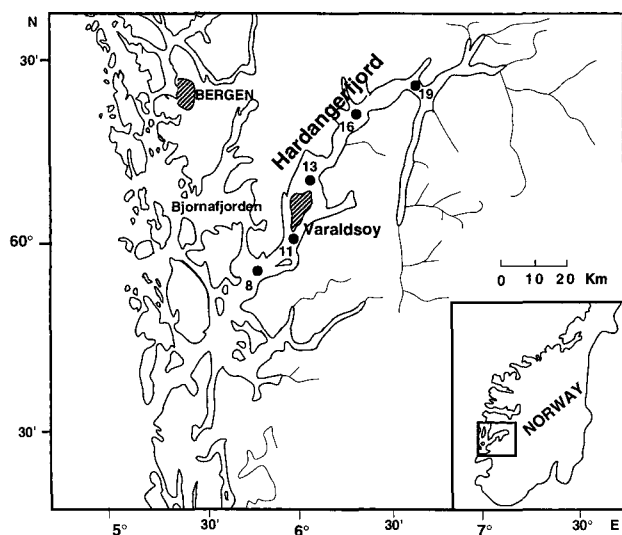 N
30'
BERGEN
Hardangerfjord
19
16
13
Bjornafjorden
Varaldsoy
60°
11
8
0 10 20 Km
NORWAY
30'
5° 30' 6° 30' 7° 30° E